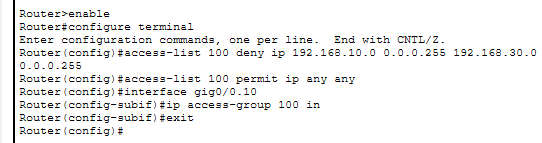 Router>enable
Router#configure terminal
Enter configuration commands, one per line.  End with CNTL/Z.
Router(config)#access-list 100 deny ip 192.168.10.0 0.0.0.255 192.168.30.0
0.0.0.255
Router(config)#access-list 100 permit ip any any
Router(config)#interface gig0/0.10
Router(config-subif)#ip access-group 100 in
Router(config-subif)#exit
Router(config)#